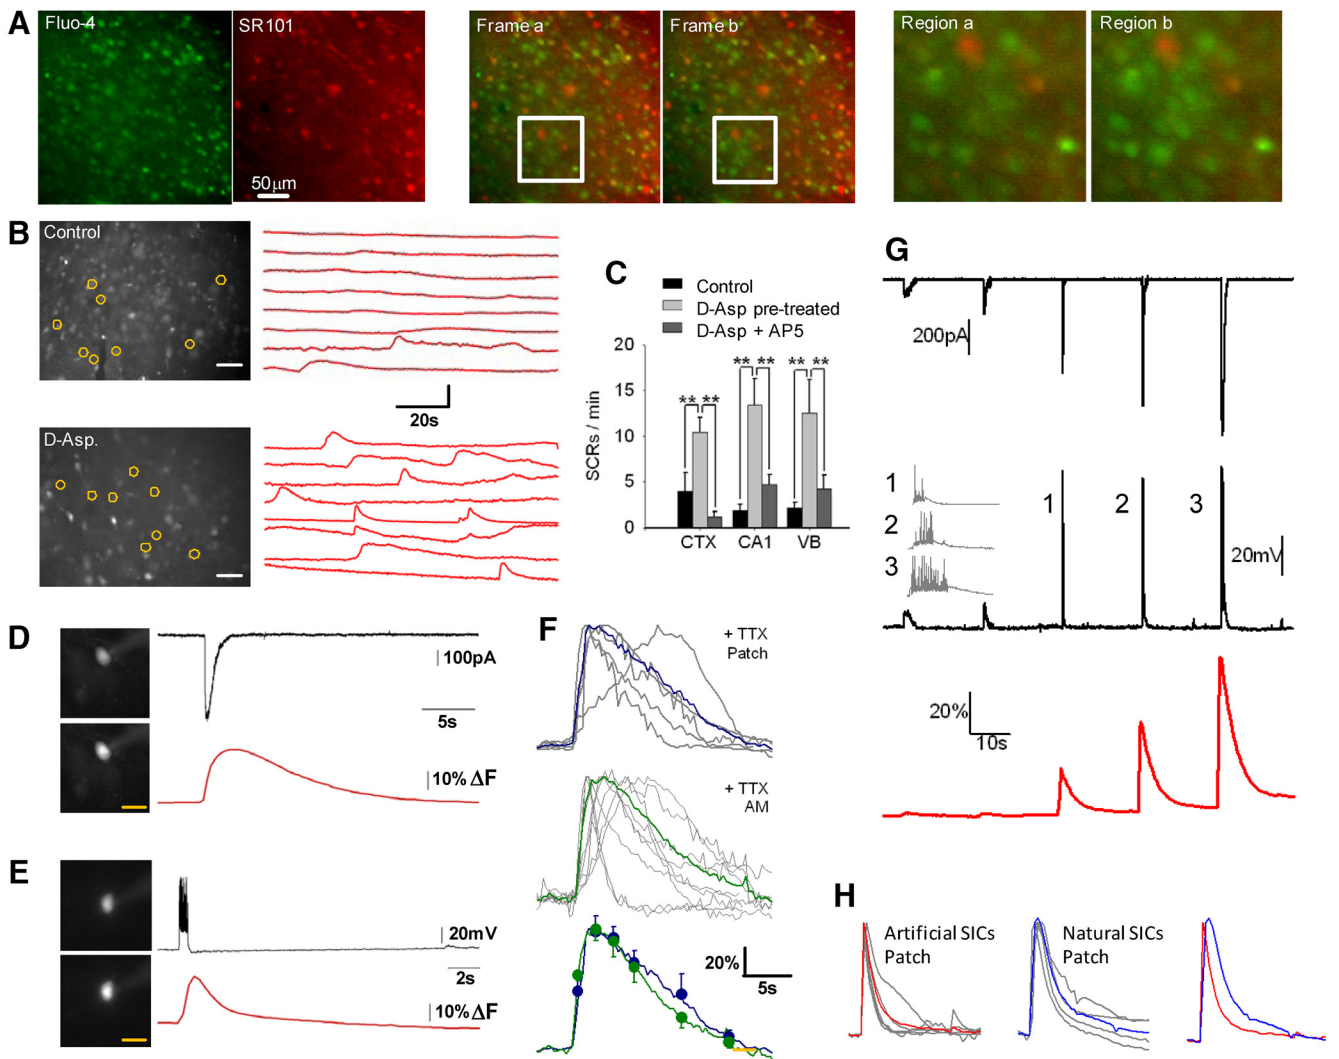 A
Fluo-4
SR101
50μm
Frame a
Frame b
Region a
Region b
B
Control
20s
D-Asp.
C
Control
D-Asp pre-treated
D-Asp + AP5
SCRs / min
20
15
10
5
0
** **
** **
** **
CTX
CA1
VB
D
100pA
5s
10% ΔF
E
20mV
2s
10% ΔF
F
+ TTX
Patch
+ TTX
AM
20%
5s
G
200pA
1
2
3
1
2
3
20mV
20%
10s
H
Artificial SICs
Patch
Natural SICs
Patch